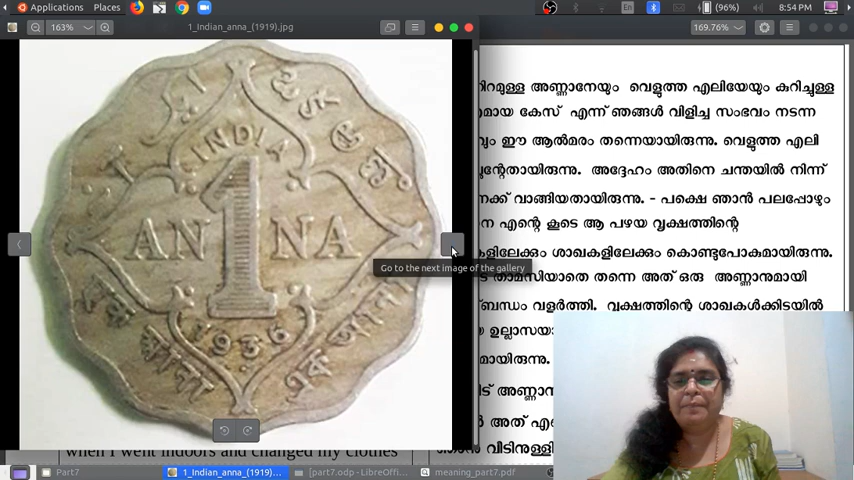 Applications Places En (96%) 8:54 PM
163% 1_Indian_anna_(1919).jpg 169.76%
INDIA
1
AN NA
1936
Go to the next image of the gallery
അണ്ണാനേയും വെളുത്ത എലിയേയും കുറിച്ചുള്ള
കേസ് എന്ന് ഞങ്ങൾ വിളിച്ച സംഭവം നടന്ന
ഈ ആൽമരം തന്നെയായിരുന്നു. വെളുത്ത എലി
അദ്ദേഹം അതിനെ ചന്തയിൽ നിന്ന്
വാങ്ങിയതായിരുന്നു. - പക്ഷെ ഞാൻ പലപ്പോഴും
എന്റെ കൂടെ ആ പഴയ വൃക്ഷത്തിന്റെ
ശാഖകളിലേക്കും കൊണ്ടുപോകുമായിരുന്നു.
താമസിയാതെ തന്നെ അത് ഒരു അണ്ണാനുമായി
വളർത്തി. വൃക്ഷത്തിന്റെ ശാഖകൾക്കിടയിൽ
when I went indoors and changed my clothes
Part7 1_Indian_anna_(1919).jpg [part7.odp - LibreOffi... meaning_part7.pdf